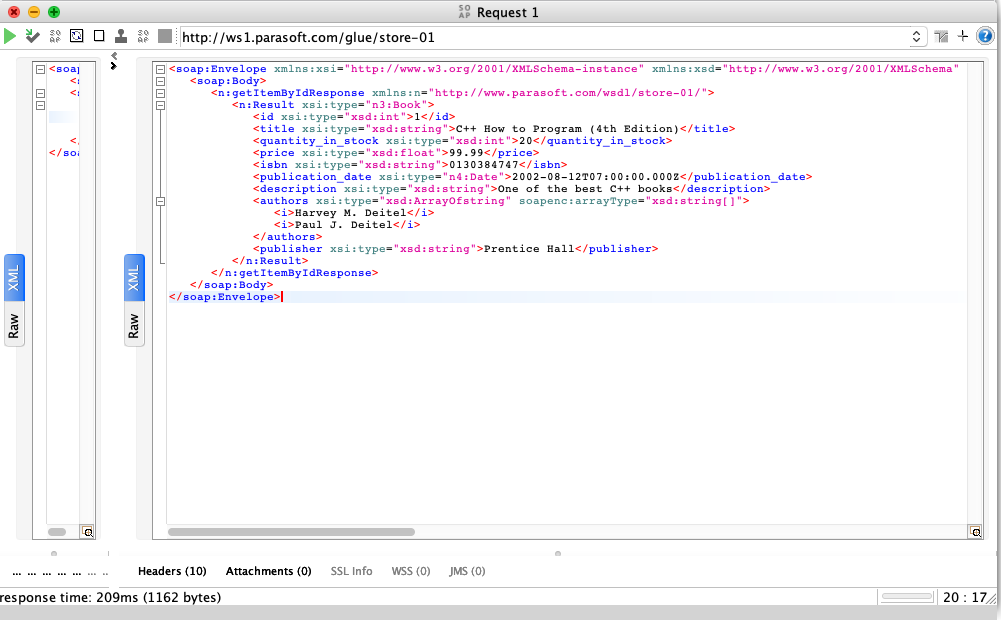 SO
AP
Request 1
SO
AP
SO
AP
http://ws1.parasoft.com/glue/store-01
XML
Raw
<soap
<s
<s
</
</soa
XML
Raw
<soap:Envelope xmlns:xsi="http://www.w3.org/2001/XMLSchema-instance" xmlns:xsd="http://www.w3.org/2001/XMLSchema"
<soap:Body>
<n:getItemByIdResponse xmlns:n="http://www.parasoft.com/wsdl/store-01/">
<n:Result xsi:type="n3:Book">
<id xsi:type="xsd:int">1</id>
<title xsi:type="xsd:string">C++ How to Program (4th Edition)</title>
<quantity_in_stock xsi:type="xsd:int">20</quantity_in_stock>
<price xsi:type="xsd:float">99.99</price>
<isbn xsi:type="xsd:string">0130384747</isbn>
<publication_date xsi:type="n4:Date">2002-08-12T07:00:00.000Z</publication_date>
<description xsi:type="xsd:string">One of the best C++ books</description>
<authors xsi:type="xsd:ArrayOfstring" soapenc:arrayType="xsd:string[]">
<i>Harvey M. Deitel</i>
<i>Paul J. Deitel</i>
</authors>
<publisher xsi:type="xsd:string">Prentice Hall</publisher>
</n:Result>
</n:getItemByIdResponse>
</soap:Body>
</soap:Envelope>
... ... ... ... ... ... ..
Headers (10) Attachments (0) SSL Info WSS (0) JMS (0)
response time: 209ms (1162 bytes)
20 : 17